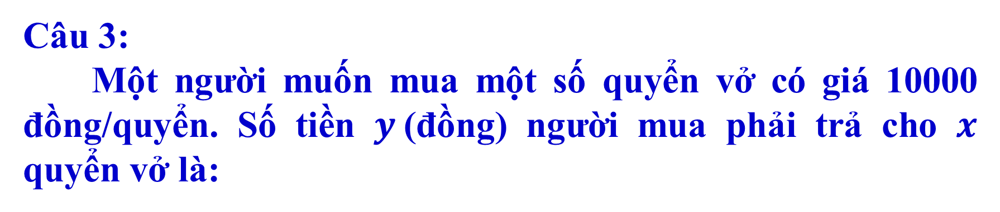 Câu 3:
Một người muốn mua một số quyển vở có giá 10000
đồng/quyển. Số tiền y (đồng) người mua phải trả cho x
quyển vở là: